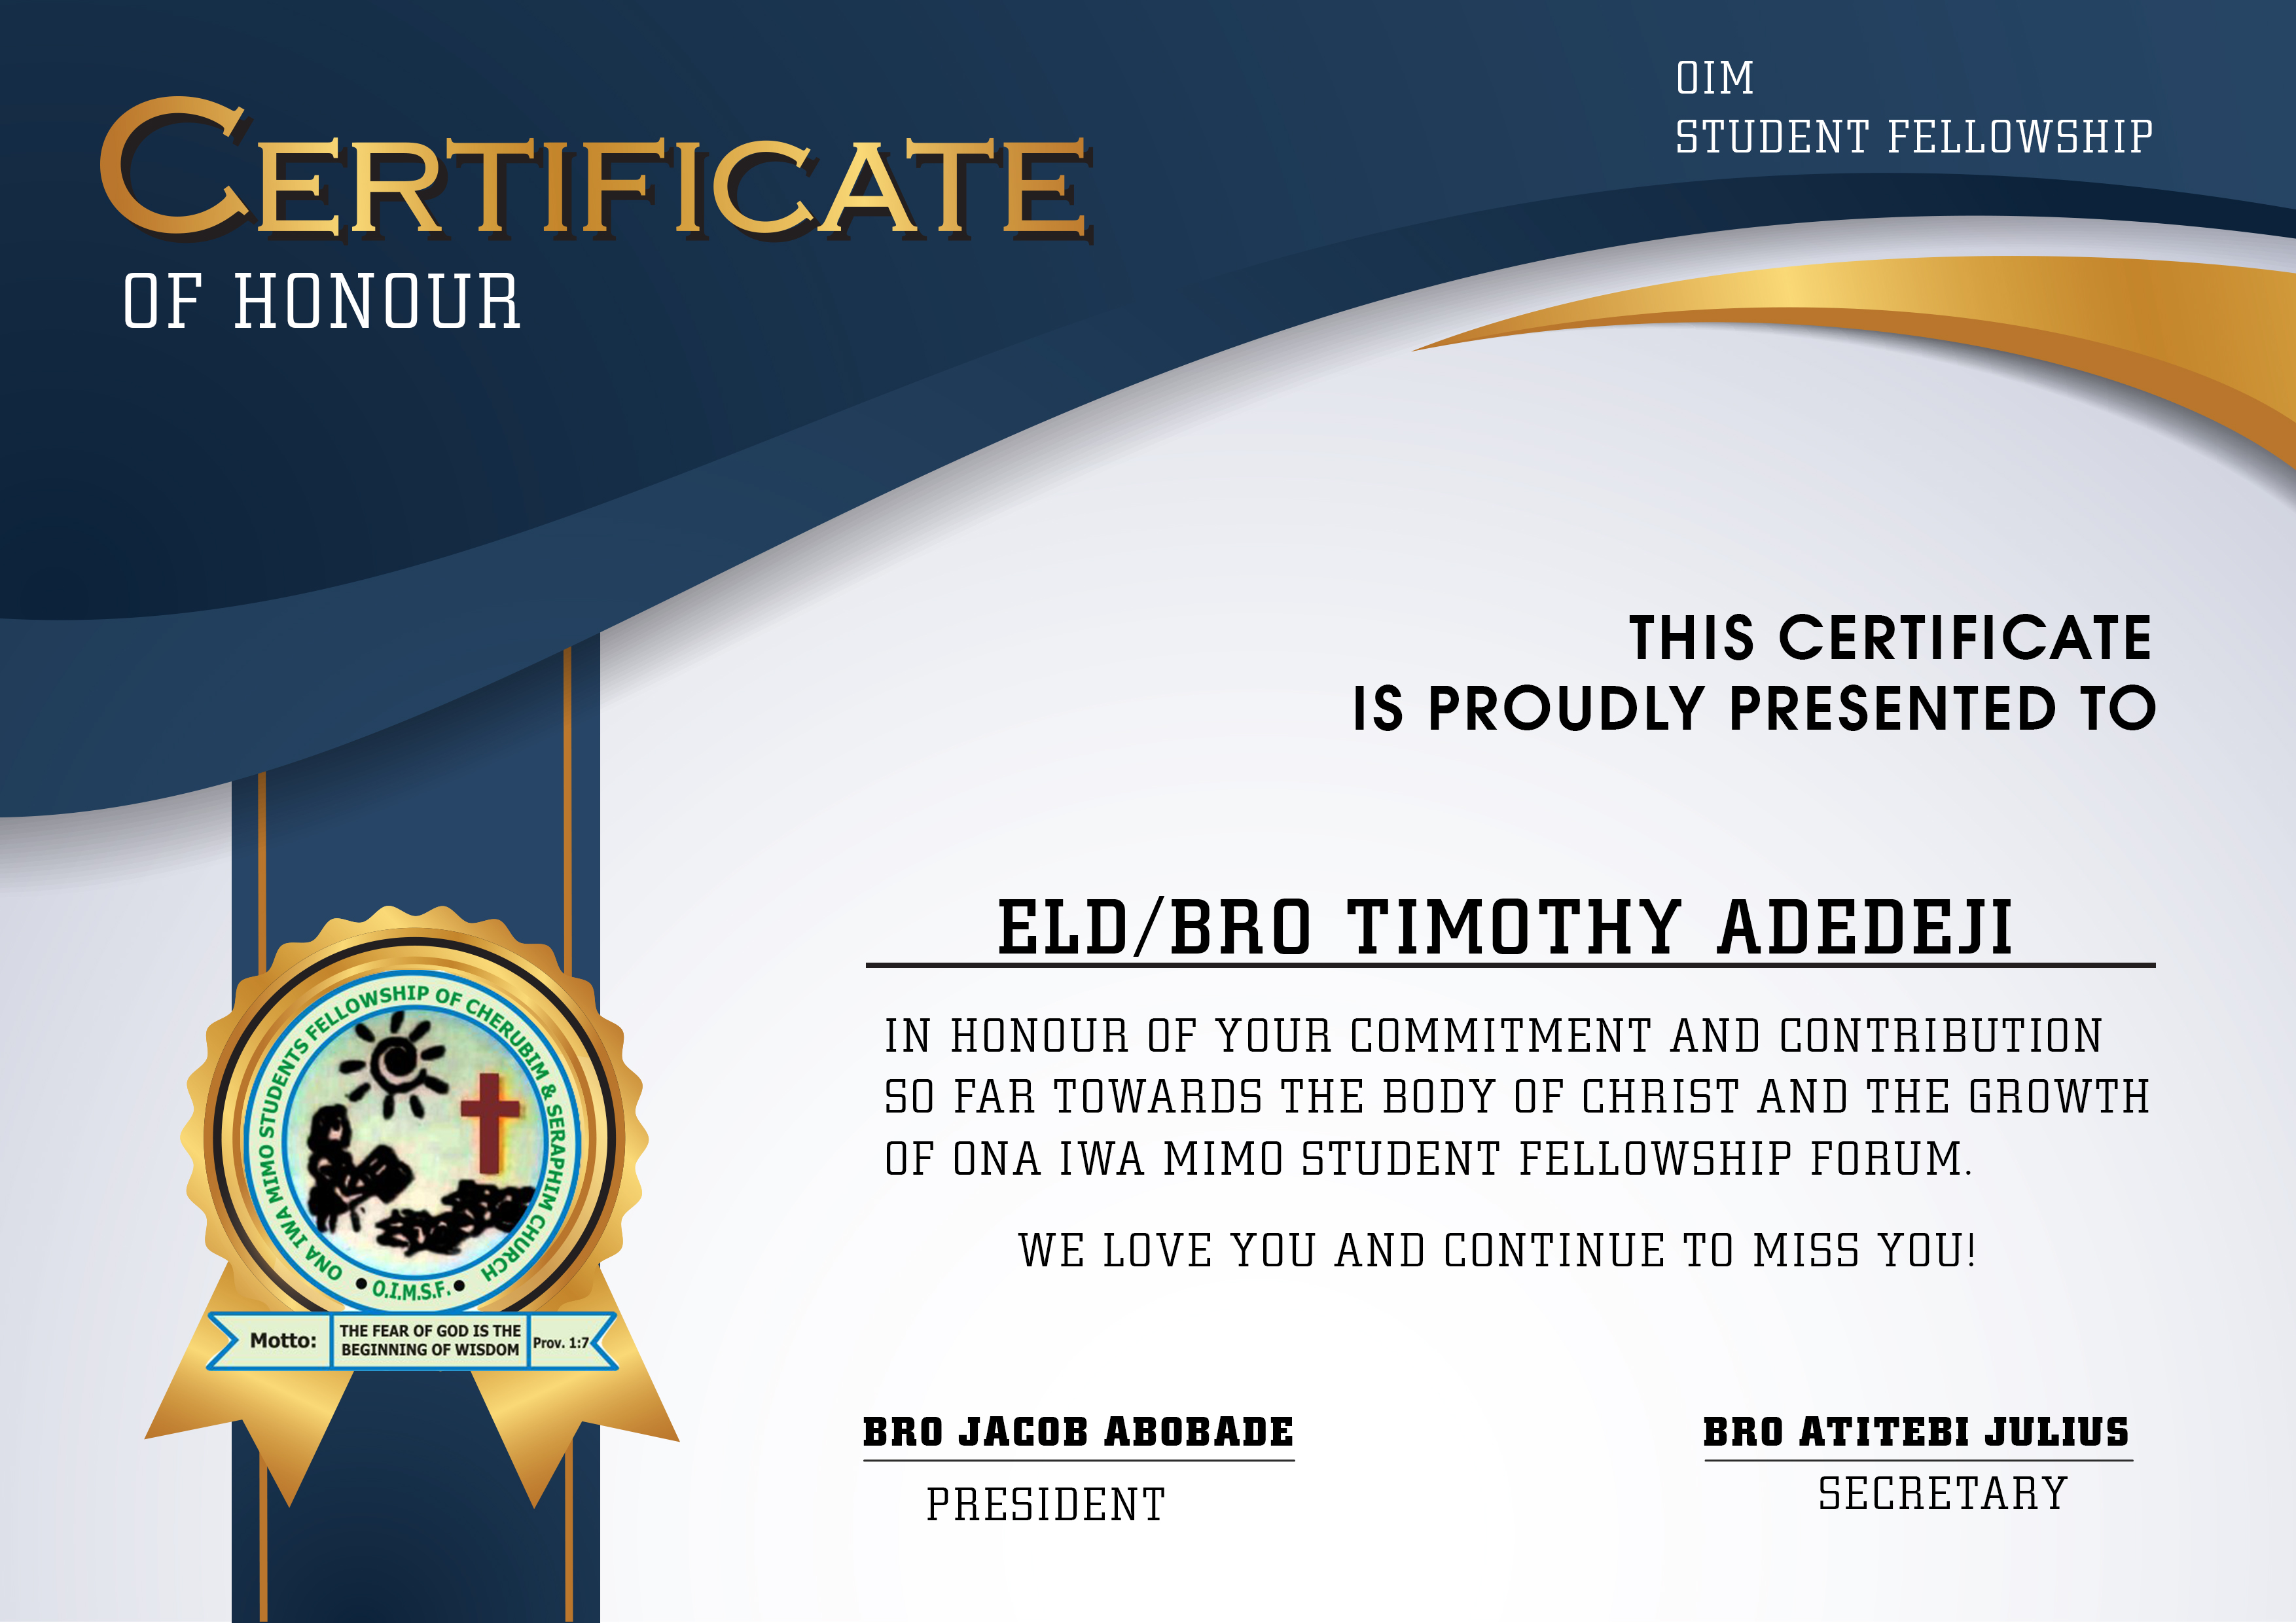 CERTIFICATE
OF HONOUR
OIM
STUDENT FELLOWSHIP
THIS CERTIFICATE
IS PROUDLY PRESENTED TO
ELD/BRO TIMOTHY ADEDEJI
IN HONOUR OF YOUR COMMITMENT AND CONTRIBUTION
SO FAR TOWARDS THE BODY OF CHRIST AND THE GROWTH
OF ONA IWA MIMO STUDENT FELLOWSHIP FORUM.
WE LOVE YOU AND CONTINUE TO MISS YOU!
ONA IWA MIMO STUDENTS FELLOWSHIP OF CHERUBIM & SERAPHIM CHURCH
• O.I.M.S.F. •
Motto:
THE FEAR OF GOD IS THE
BEGINNING OF WISDOM
Prov. 1:7
BRO JACOB ABOBADE
PRESIDENT
BRO ATITEBI JULIUS
SECRETARY